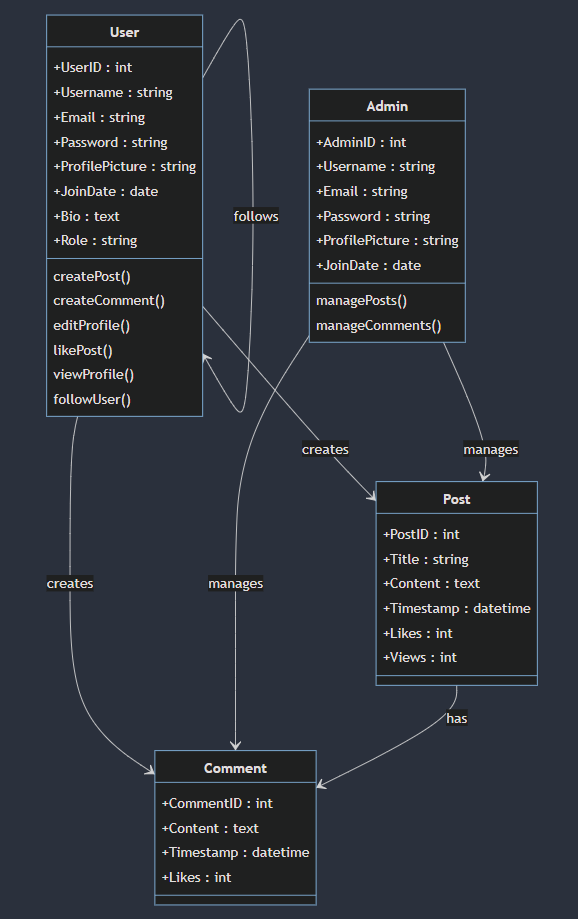 User
+UserID : int
+Username : string
+Email : string
+Password : string
+ProfilePicture : string
+JoinDate : date
+Bio : text
+Role : string
createPost()
createComment()
editProfile()
likePost()
viewProfile()
followUser()
follows
Admin
+AdminID : int
+Username : string
+Email : string
+Password : string
+ProfilePicture : string
+JoinDate : date
managePosts()
manageComments()
creates
manages
Post
+PostID : int
+Title : string
+Content : text
+Timestamp : datetime
+Likes : int
+Views : int
creates
manages
has
Comment
+CommentID : int
+Content : text
+Timestamp : datetime
+Likes : int